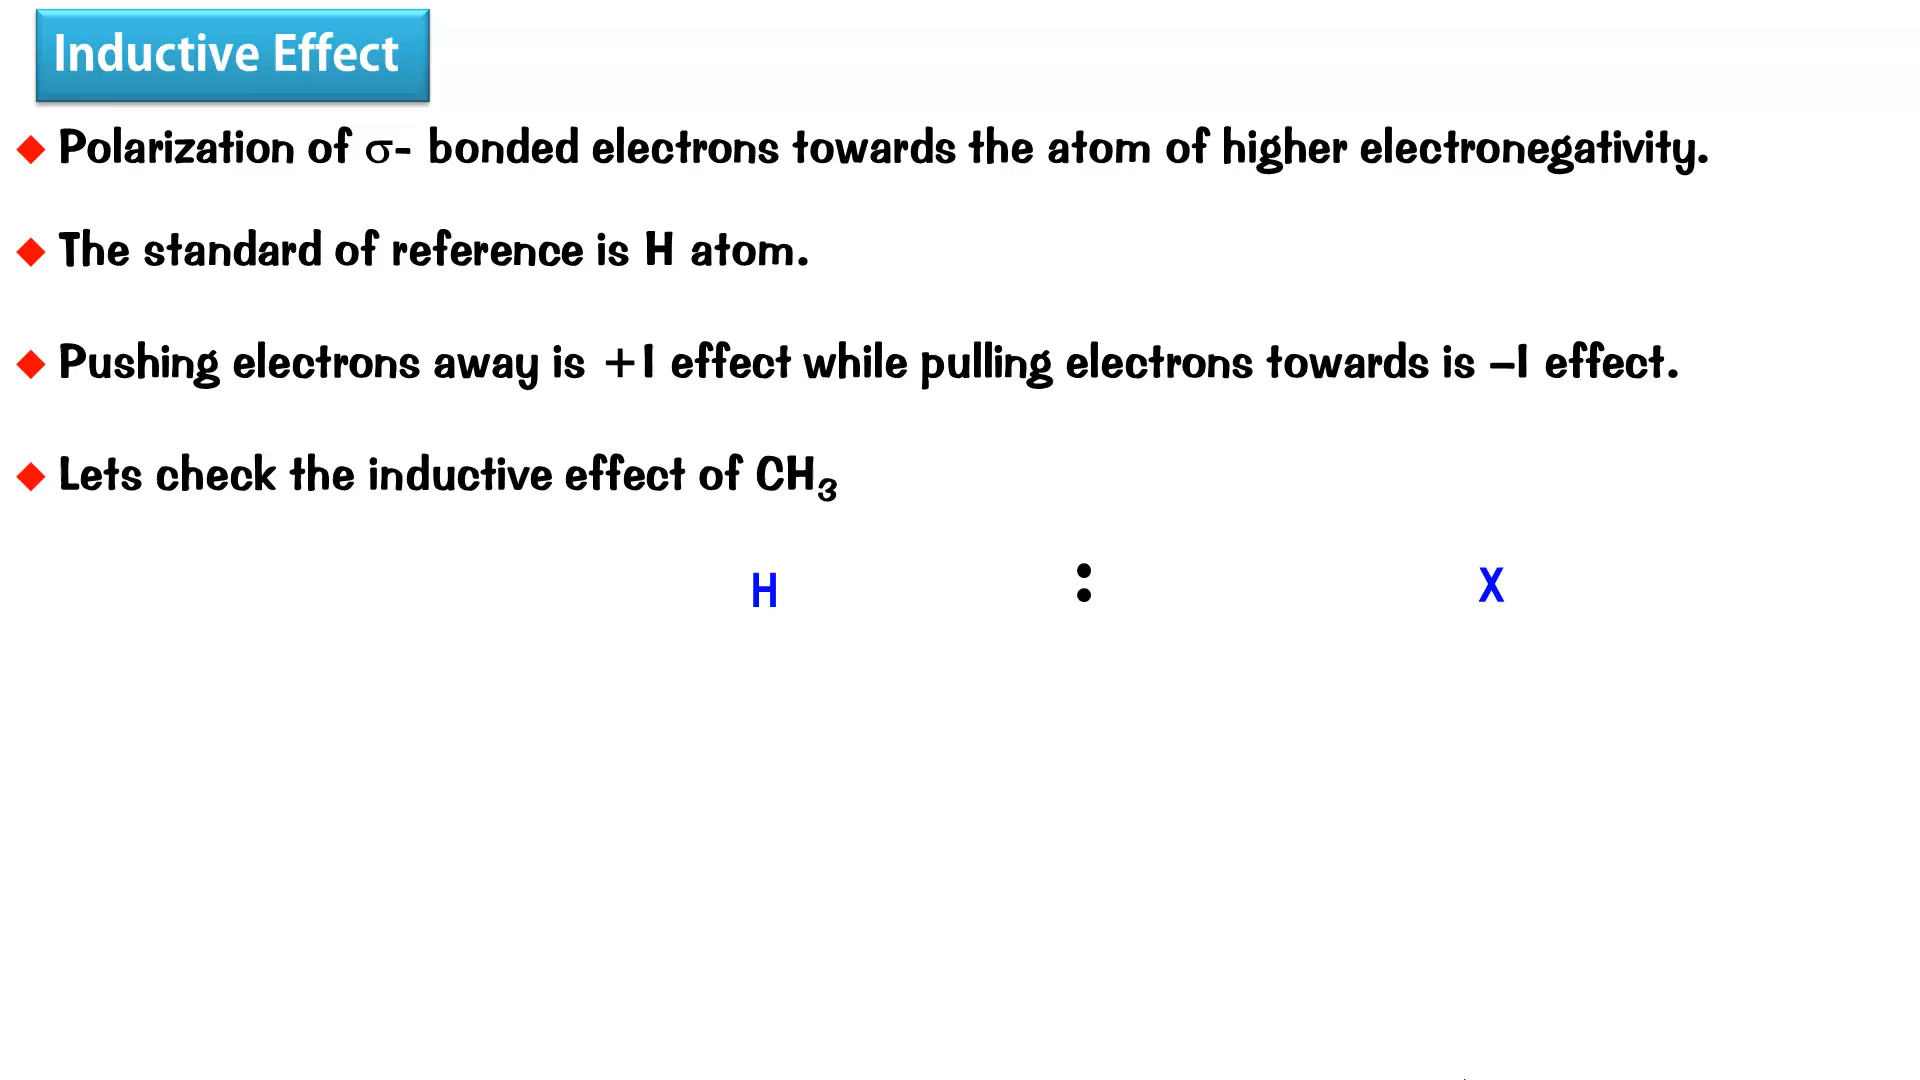 Inductive Effect
Polarization of σ- bonded electrons towards the atom of higher electronegativity.
The standard of reference is H atom.
Pushing electrons away is +I effect while pulling electrons towards is –I effect.
Lets check the inductive effect of CH₃
H : X